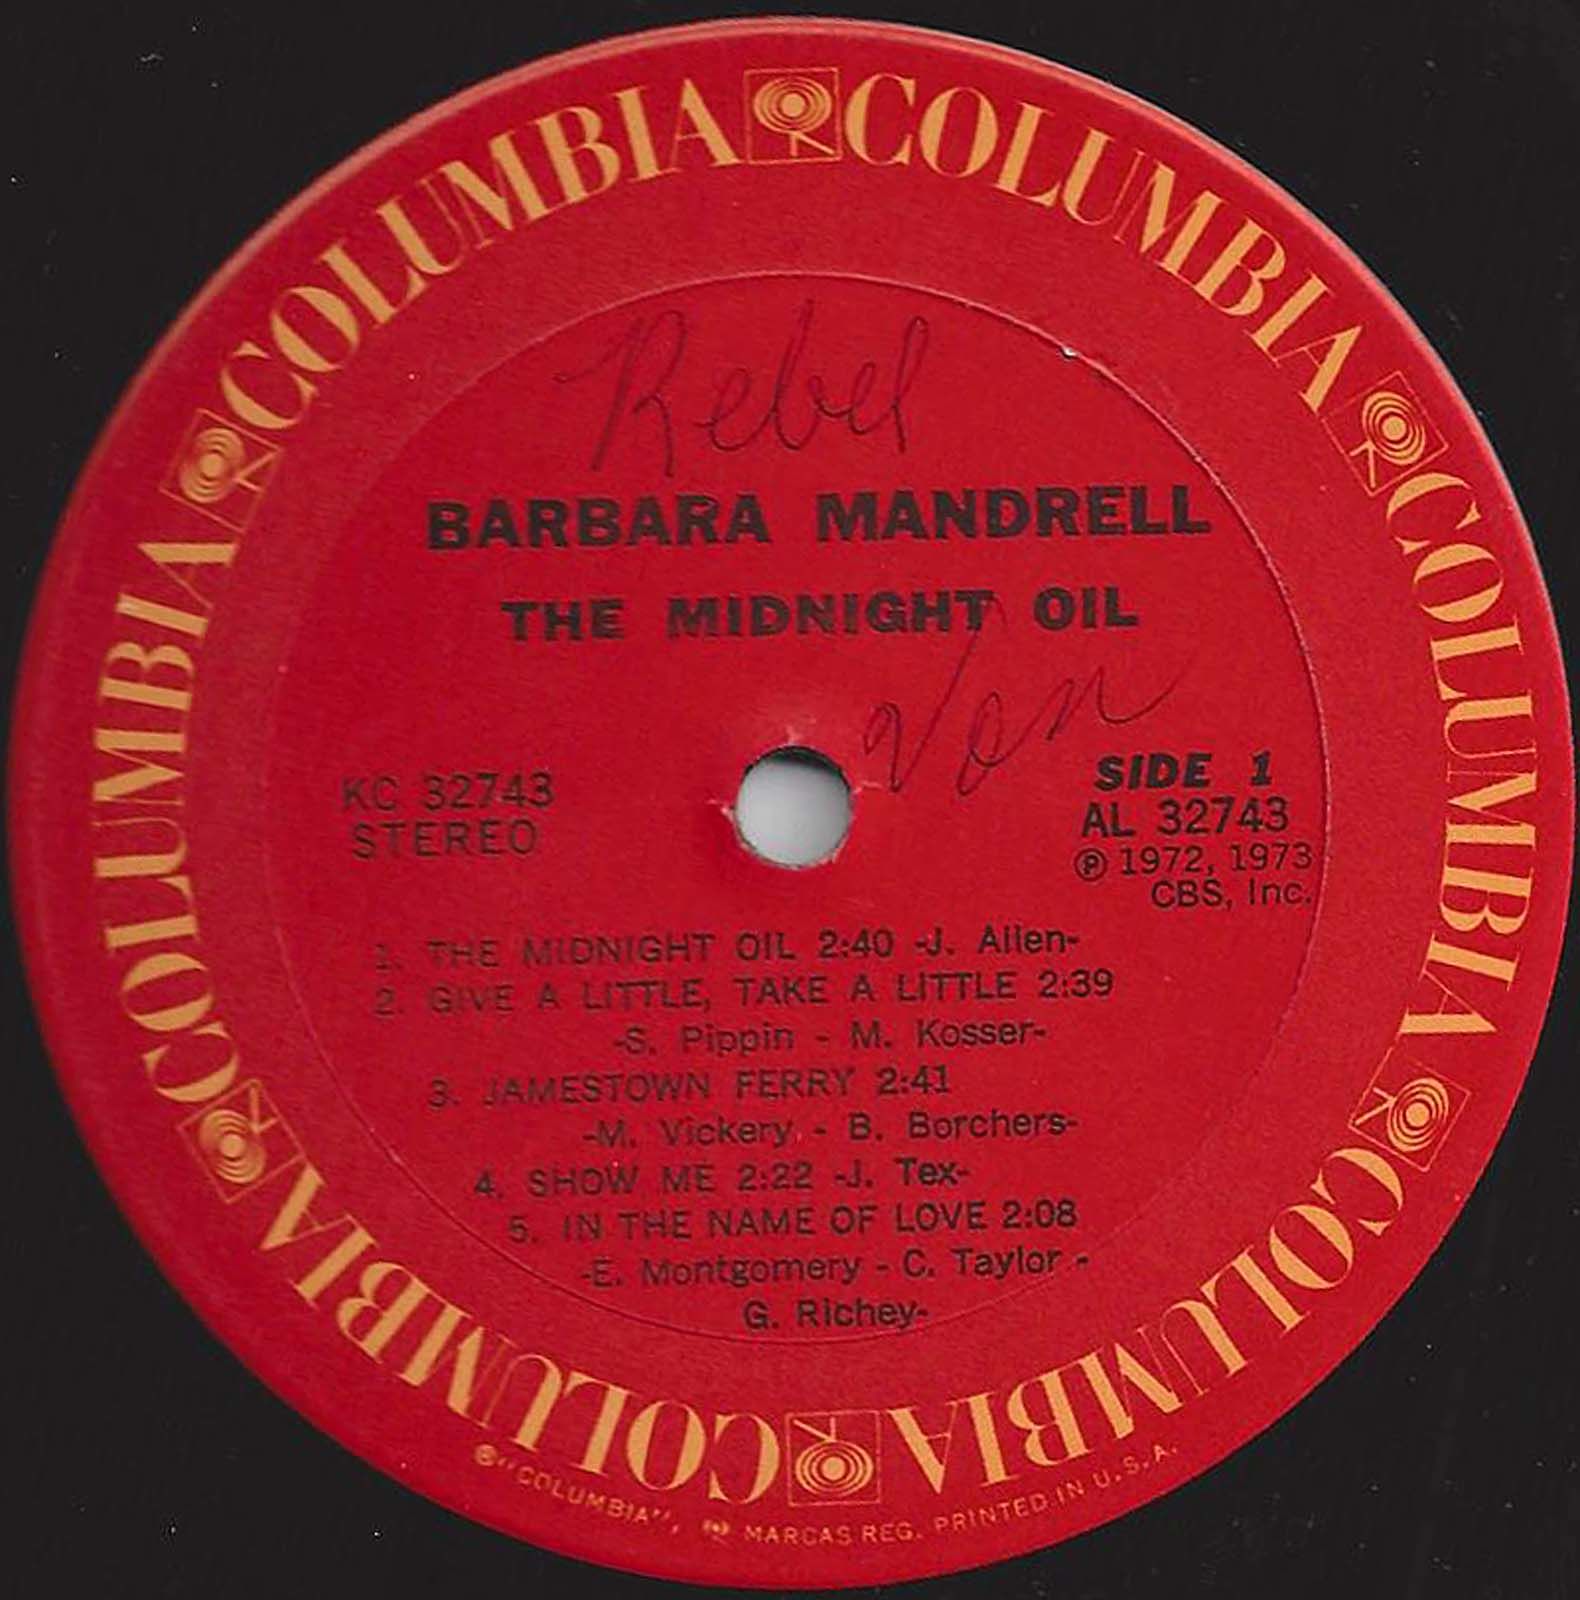 COLUMBIA COLUMBIA COLUMBIA COLUMBIA COLUMBIA COLUMBIA
Rebel
BARBARA MANDRELL
THE MIDNIGHT OIL
Von
KC 32743
STEREO
SIDE 1
AL 32743
℗ 1972, 1973
CBS, Inc.
1. THE MIDNIGHT OIL 2:40 -J. Allen-
2. GIVE A LITTLE, TAKE A LITTLE 2:39
-S. Pippin - M. Kosser-
3. JAMESTOWN FERRY 2:41
-M. Vickery - B. Borchers-
4. SHOW ME 2:22 -J. Tex-
5. IN THE NAME OF LOVE 2:08
-E. Montgomery - C. Taylor -
G. Richey-
® "COLUMBIA", MARCAS REG. PRINTED IN U.S.A.